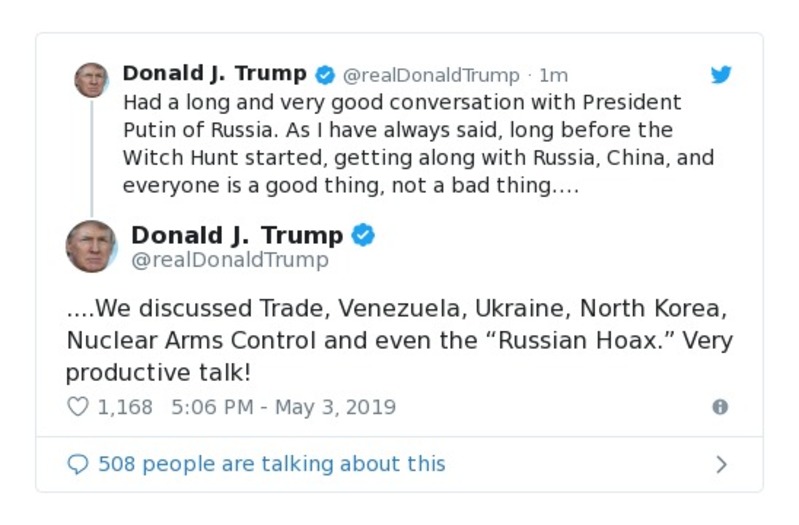 Donald J. Trump @realDonaldTrump · 1m
Had a long and very good conversation with President
Putin of Russia. As I have always said, long before the
Witch Hunt started, getting along with Russia, China, and
everyone is a good thing, not a bad thing....
Donald J. Trump
@realDonaldTrump
....We discussed Trade, Venezuela, Ukraine, North Korea,
Nuclear Arms Control and even the “Russian Hoax.” Very
productive talk!
1,168 5:06 PM - May 3, 2019
508 people are talking about this